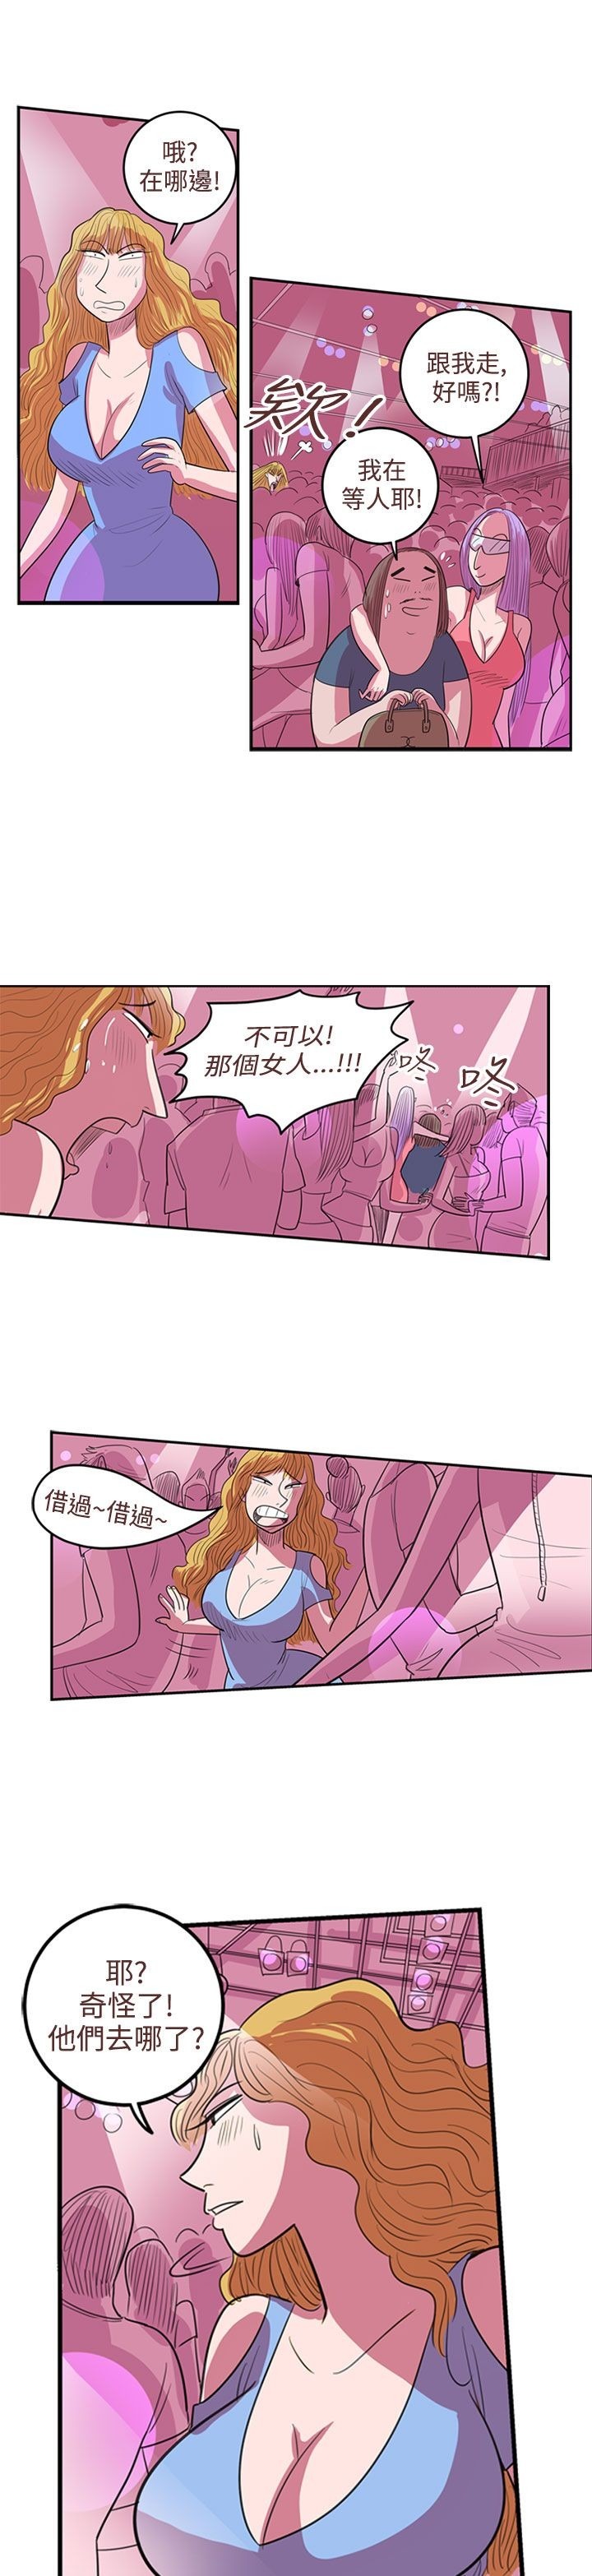 哦?
在哪邊!
跟我走,
好嗎?!
欸!
我在
等人耶!
不可以!
那個女人...!!!
咚
咚
借過~借過~
耶?
奇怪了!
他們去哪了?